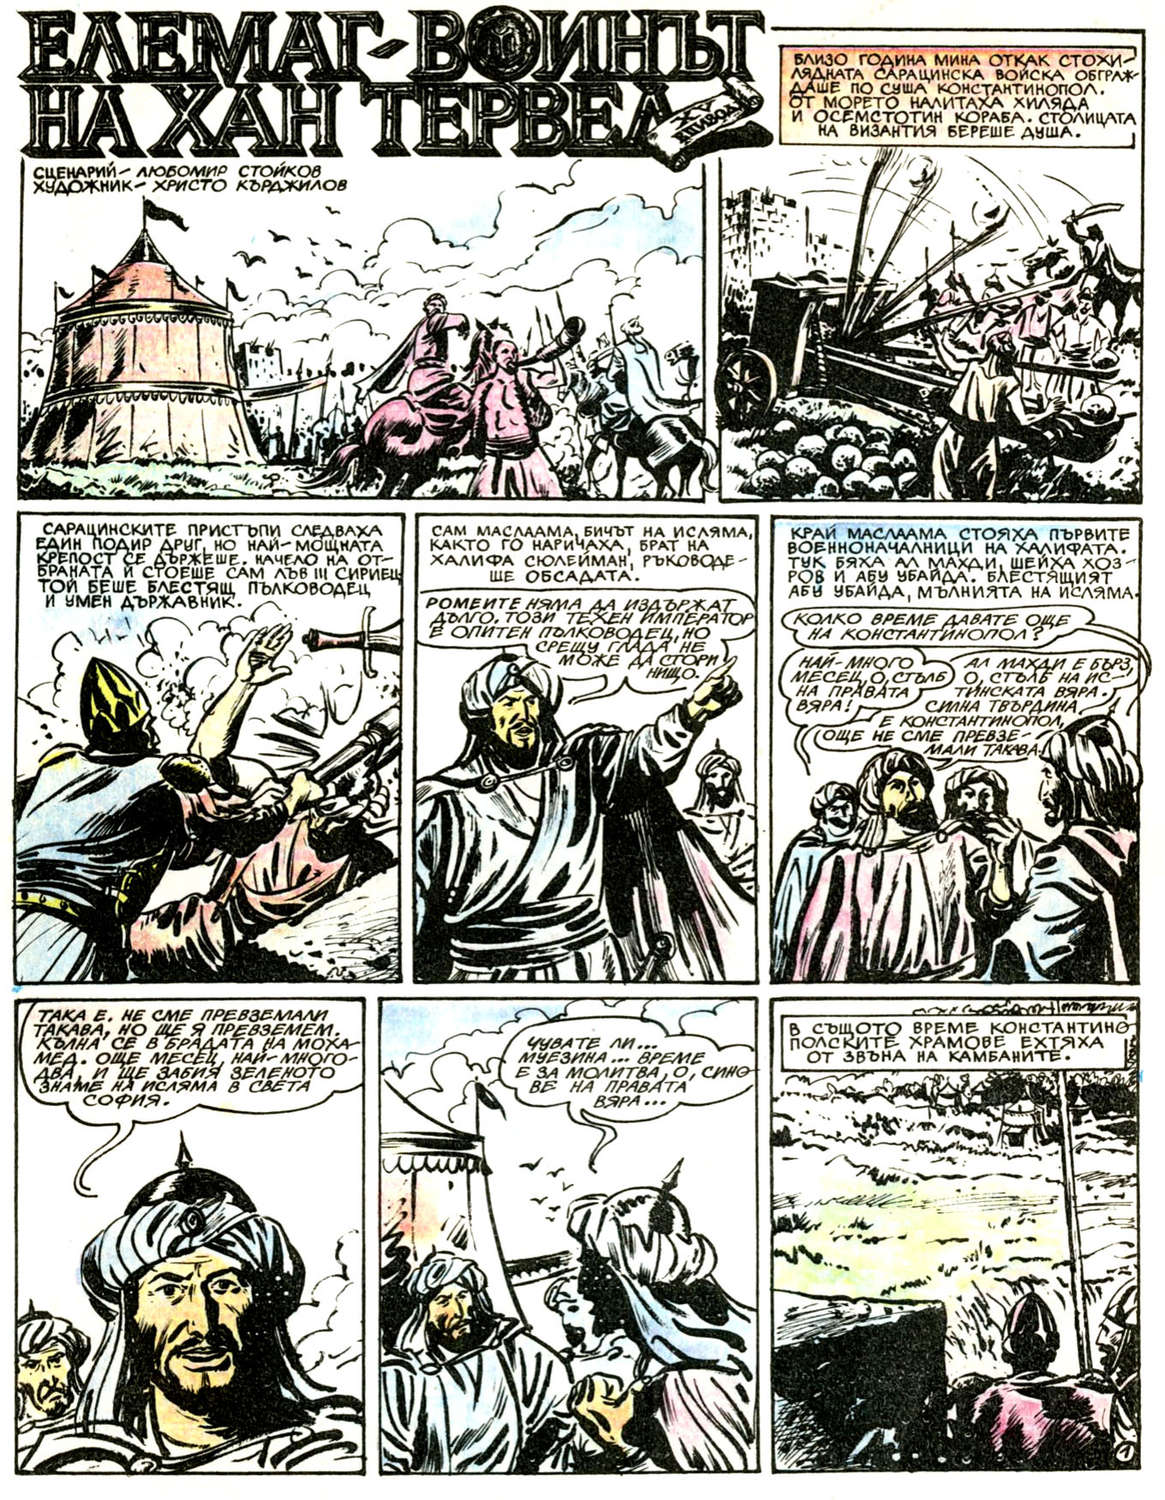 ЕЛЕМАГ-ВОИНЪТ
НА ХАН ТЕРВЕЛ
XV
ЕПИЗОД
СЦЕНАРИЙ- ЛЮБОМИР СТОЙКОВ
ХУДОЖНИК- ХРИСТО КЪРДЖИЛОВ
БЛИЗО ГОДИНА МИНА ОТКАК СТОХИ-
ЛЯДНАТА САРАЦИНСКА ВОЙСКА ОБГРАЖ-
ДАШЕ ПО СУША КОНСТАНТИНОПОЛ.
ОТ МОРЕТО НАЛИТАХА ХИЛЯДА
И ОСЕМСТОТИН КОРАБА. СТОЛИЦАТА
НА ВИЗАНТИЯ БЕРЕШЕ ДУША.
САРАЦИНСКИТЕ ПРИСТЪПИ СЛЕДВАХА
ЕДИН ПОДИР ДРУГ, НО НАЙ-МОЩНАТА
КРЕПОСТ СЕ ДЪРЖЕШЕ. НАЧЕЛО НА ОТ-
БРАНАТА Й СТОЕШЕ САМ ЛЪВ III СИРИЕЦ
ТОЙ БЕШЕ БЛЕСТЯЩ ПЪЛКОВОДЕЦ
И УМЕН ДЪРЖАВНИК.
САМ МАСЛААМА, БИЧЪТ НА ИСЛЯМА,
КАКТО ГО НАРИЧАХА, БРАТ НА
ХАЛИФА СЮЛЕЙМАН, РЪКОВОДЕ-
ШЕ ОБСАДАТА.
РОМЕИТЕ НЯМА ДА ИЗДЪРЖАТ
ДЪЛГО. ТОЗИ ТЕХЕН ИМПЕРАТОР
Е ОПИТЕН ПЪЛКОВОДЕЦ, НО
СРЕЩУ ГЛАДА НЕ
МОЖЕ ДА СТОРИ
НИЩО.
КРАЙ МАСЛААМА СТОЯХА ПЪРВИТЕ
ВОЕННОНАЧАЛНИЦИ НА ХАЛИФАТА.
ТУК БЯХА АЛ МАХДИ, ШЕЙХА ХОЗ-
РОВ И АБУ УБАЙДА. БЛЕСТЯЩИЯТ
АБУ УБАЙДА, МЪЛНИЯТА НА ИСЛЯМА.
КОЛКО ВРЕМЕ ДАВАТЕ ОЩЕ
НА КОНСТАНТИНОПОЛ?
НАЙ-МНОГО
МЕСЕЦ, О, СТЪЛБ
НА ПРАВАТА
ВЯРА!
АЛ МАХДИ Е БЪРЗ,
О, СТЪЛБ НА ИС-
ТИНСКАТА ВЯРА.
СИЛНА ТВЪРДИНА
Е КОНСТАНТИНОПОЛ,
ОЩЕ НЕ СМЕ ПРЕВЗЕ-
МАЛИ ТАКАВА.
ТАКА Е. НЕ СМЕ ПРЕВЗЕМАЛИ
ТАКАВА, НО ЩЕ Я ПРЕВЗЕМЕМ.
КЪЛНА СЕ В БРАДАТА НА МОХА-
МЕД. ОЩЕ МЕСЕЦ, НАЙ-МНОГО-
ДВА, И ЩЕ ЗАБИЯ ЗЕЛЕНОТО
ЗНАМЕ НА ИСЛЯМА В СВЕТА
СОФИЯ.
ЧУВАТЕ ЛИ...
МУЕЗИНА... ВРЕМЕ
Е ЗА МОЛИТВА, О, СИНО-
ВЕ НА ПРАВАТА
ВЯРА...
В СЪЩОТО ВРЕМЕ КОНСТАНТИНО-
ПОЛСКИТЕ ХРАМОВЕ ЕХТЯХА
ОТ ЗВЪНА НА КАМБАНИТЕ.
1